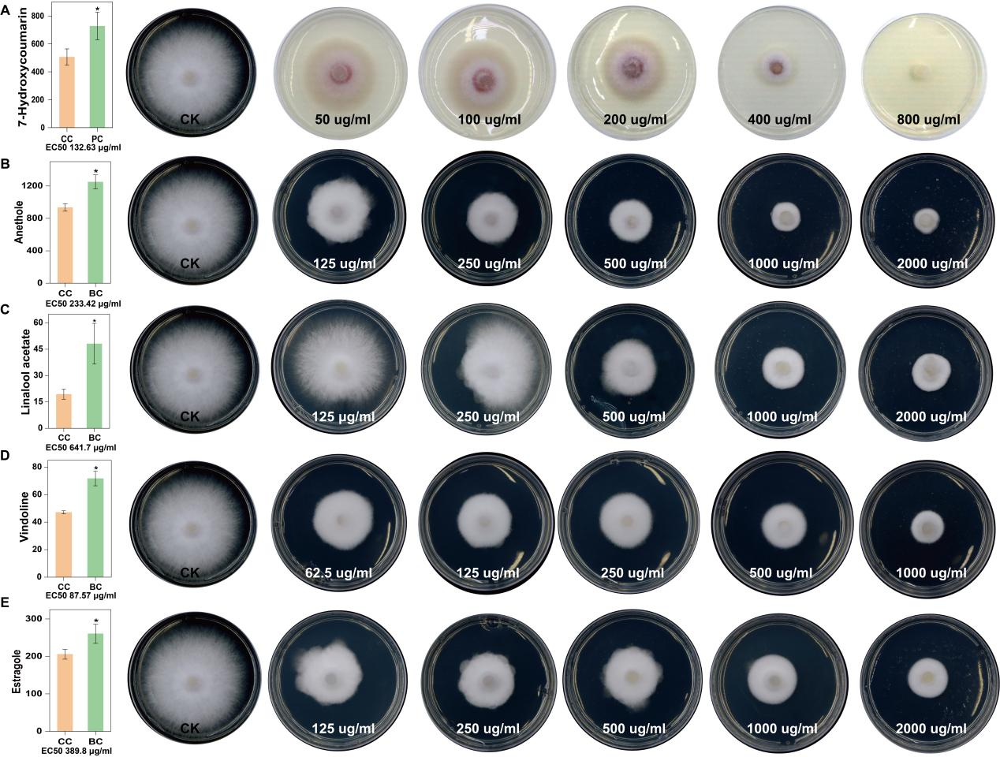 A
7-Hydroxycoumarin
800
600
400
200
0
CC PC
EC50 132.63 µg/ml
CK
50 ug/ml
100 ug/ml
200 ug/ml
400 ug/ml
800 ug/ml
*
B
Anethole
1200
800
400
0
CC BC
EC50 233.42 µg/ml
CK
125 ug/ml
250 ug/ml
500 ug/ml
1000 ug/ml
2000 ug/ml
*
C
Linalool acetate
60
45
30
15
0
CC BC
EC50 641.7 µg/ml
CK
125 µg/ml
250 ug/ml
500 ug/ml
1000 ug/ml
2000 ug/ml
*
D
Vindoline
80
60
40
20
0
CC BC
EC50 87.57 µg/ml
CK
62.5 ug/ml
125 ug/ml
250 ug/ml
500 ug/ml
1000 ug/ml
*
E
Estragole
300
200
100
0
CC BC
EC50 389.8 µg/ml
CK
125 ug/ml
250 ug/ml
500 ug/ml
1000 ug/ml
2000 ug/ml
*